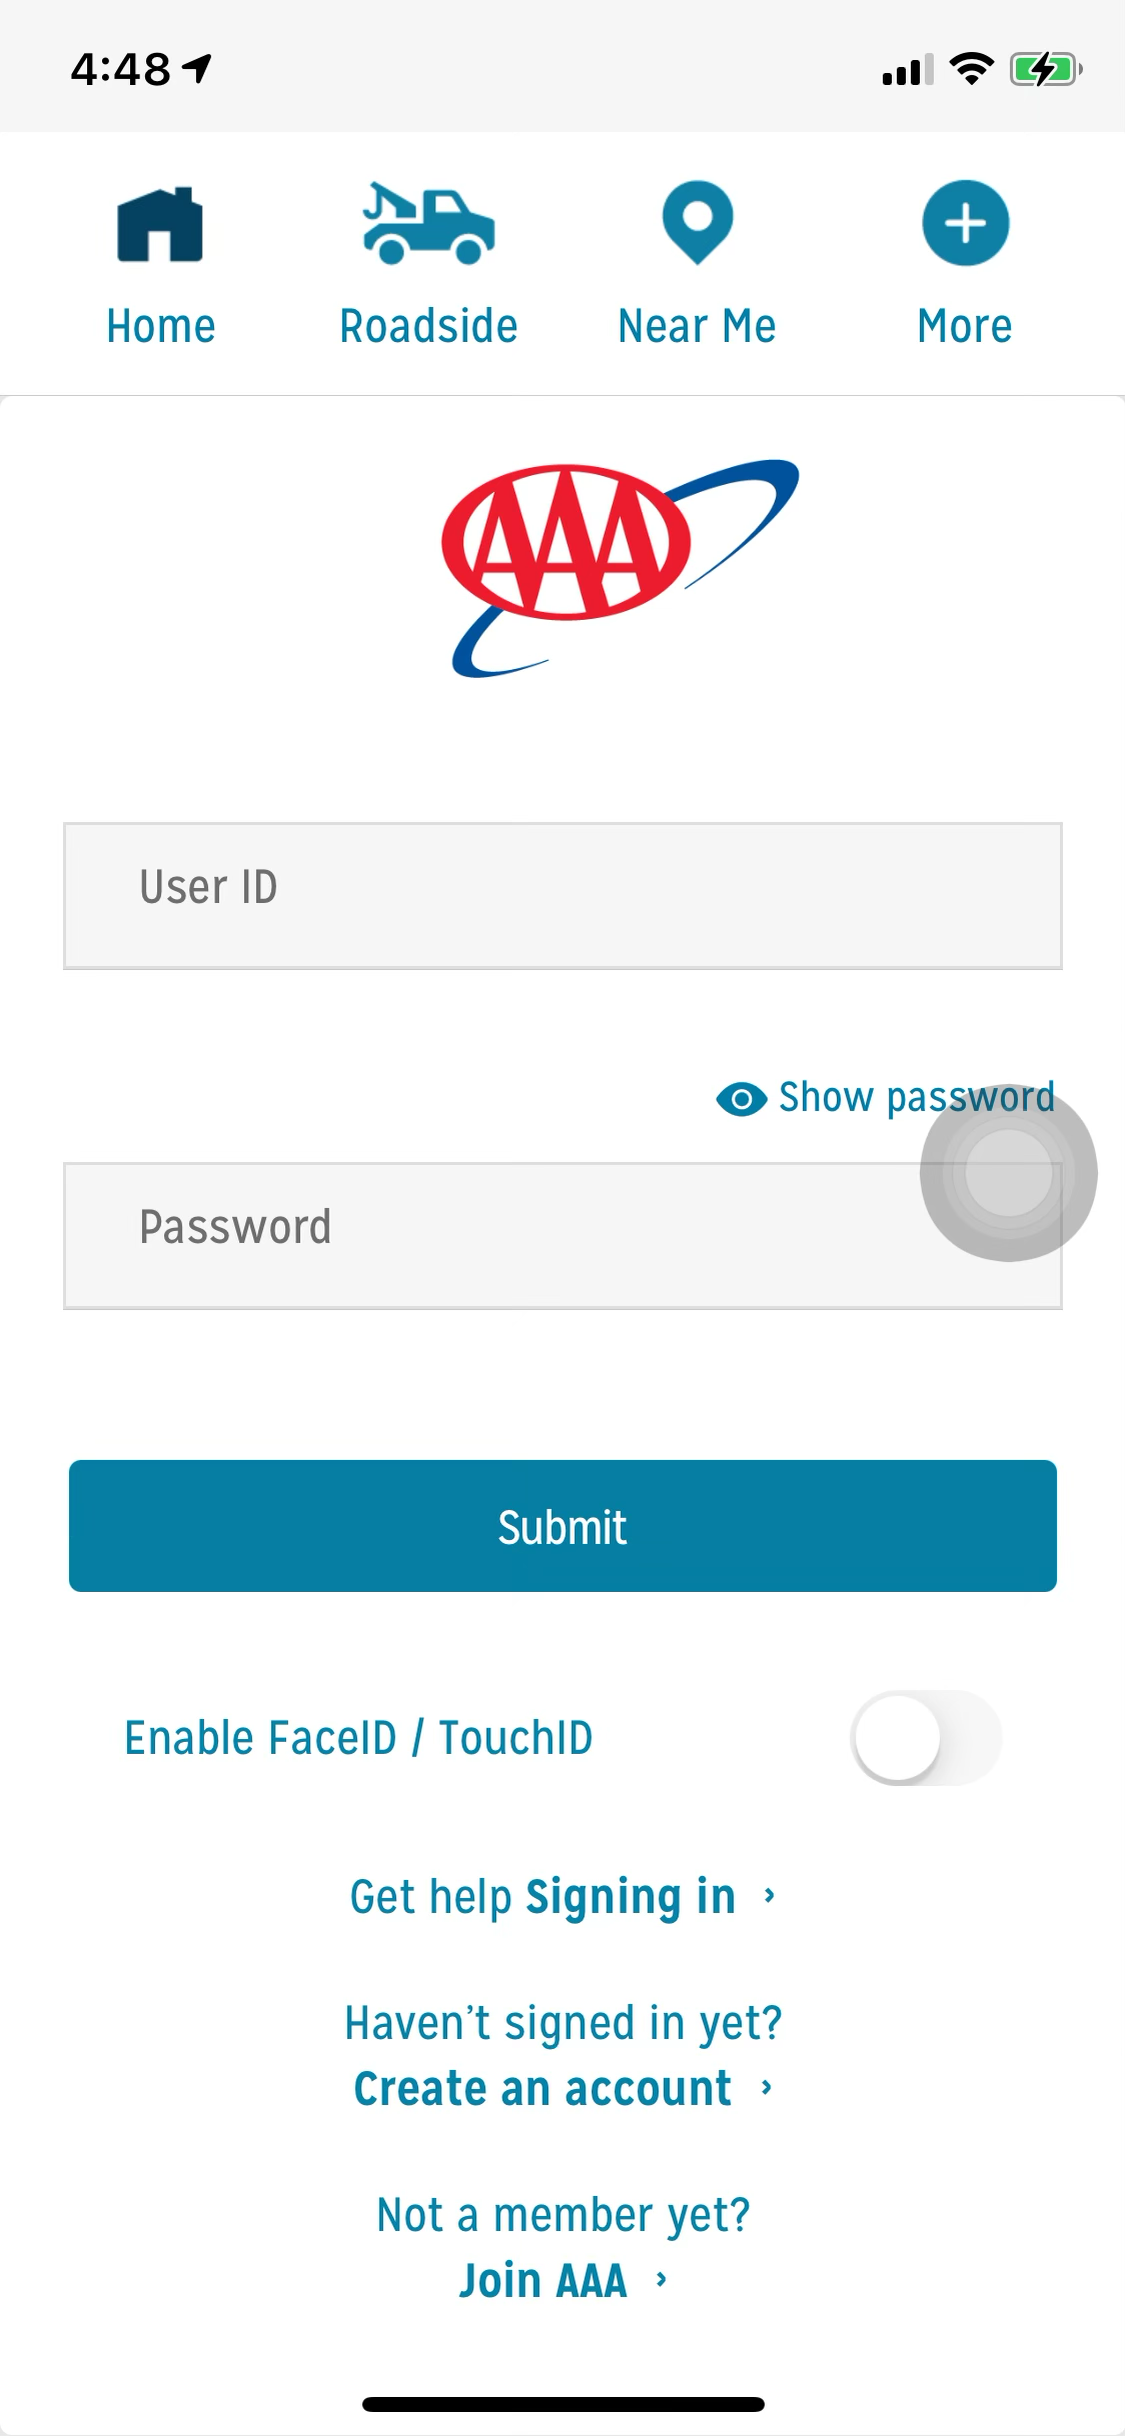 4:48
Home Roadside Near Me More
AAA
User ID
Show password
Password
Submit
Enable FaceID / TouchID
Get help Signing in ›
Haven’t signed in yet?
Create an account ›
Not a member yet?
Join AAA ›